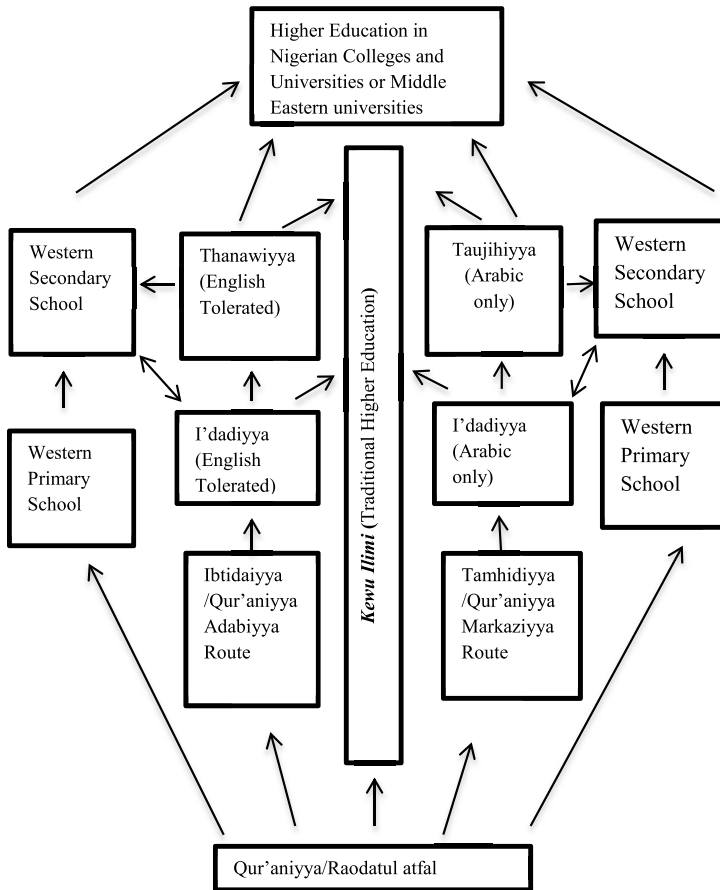 Higher Education in
Nigerian Colleges and
Universities or Middle
Eastern universities
Western
Secondary
School
Thanawiyya
(English
Tolerated)
Kewu Ilimi (Traditional Higher Education)
Taujihiyya
(Arabic
only)
Western
Secondary
School
Western
Primary
School
I’dadiyya
(English
Tolerated)
I’dadiyya
(Arabic
only)
Western
Primary
School
Ibtidaiyya
/Qur’aniyya
Adabiyya
Route
Tamhidiyya
/Qur’aniyya
Markaziyya
Route
Qur’aniyya/Raodatul atfal